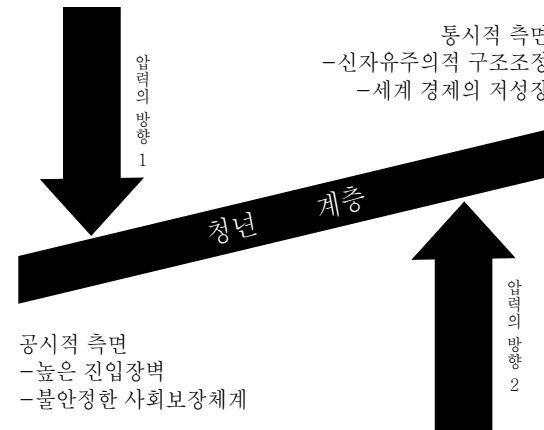 통시적 측면
-신자유주의적 구조조정
-세계 경제의 저성장
압력의 방향 1
청년 계층
압력의 방향 2
공시적 측면
-높은 진입장벽
-불안정한 사회보장체계